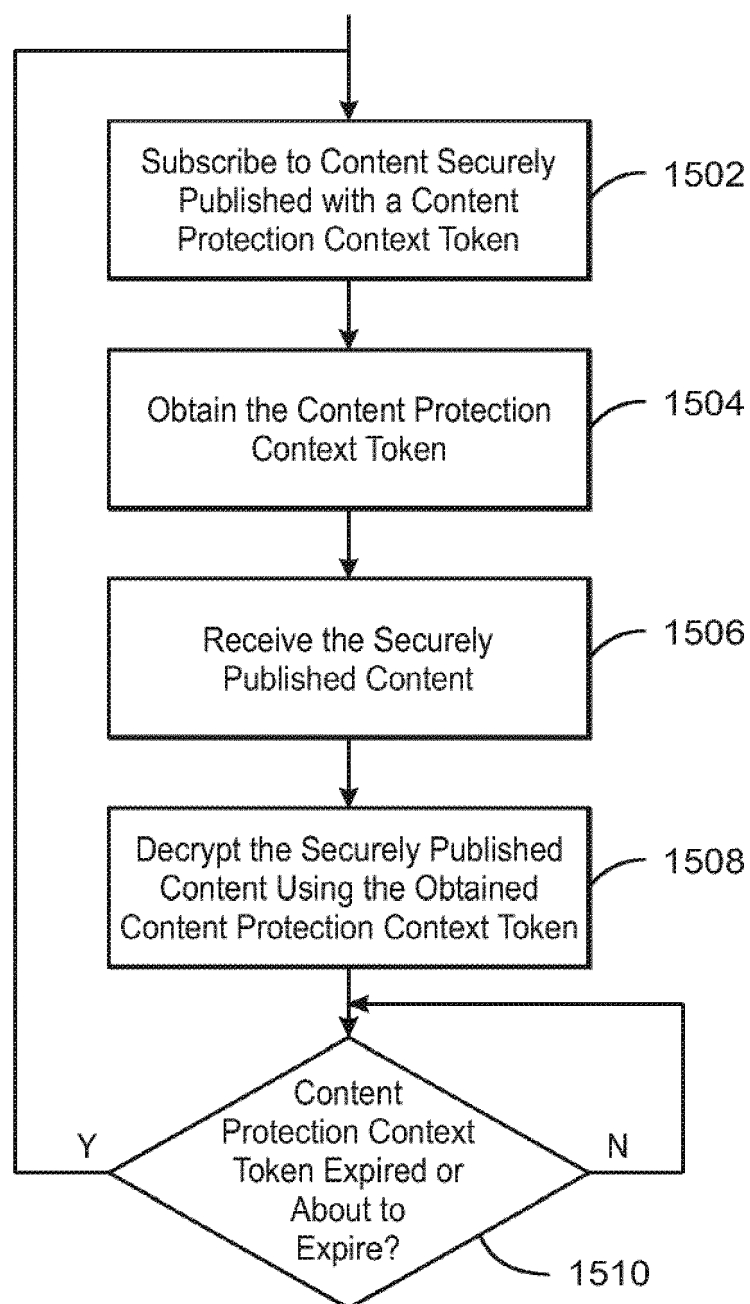 Subscribe to Content Securely
Published with a Content
Protection Context Token
1502
Obtain the Content Protection
Context Token
1504
Receive the Securely
Published Content
1506
Decrypt the Securely Published
Content Using the Obtained
Content Protection Context Token
1508
Content
Protection Context
Token Expired or
About to
Expire?
Y
N
1510